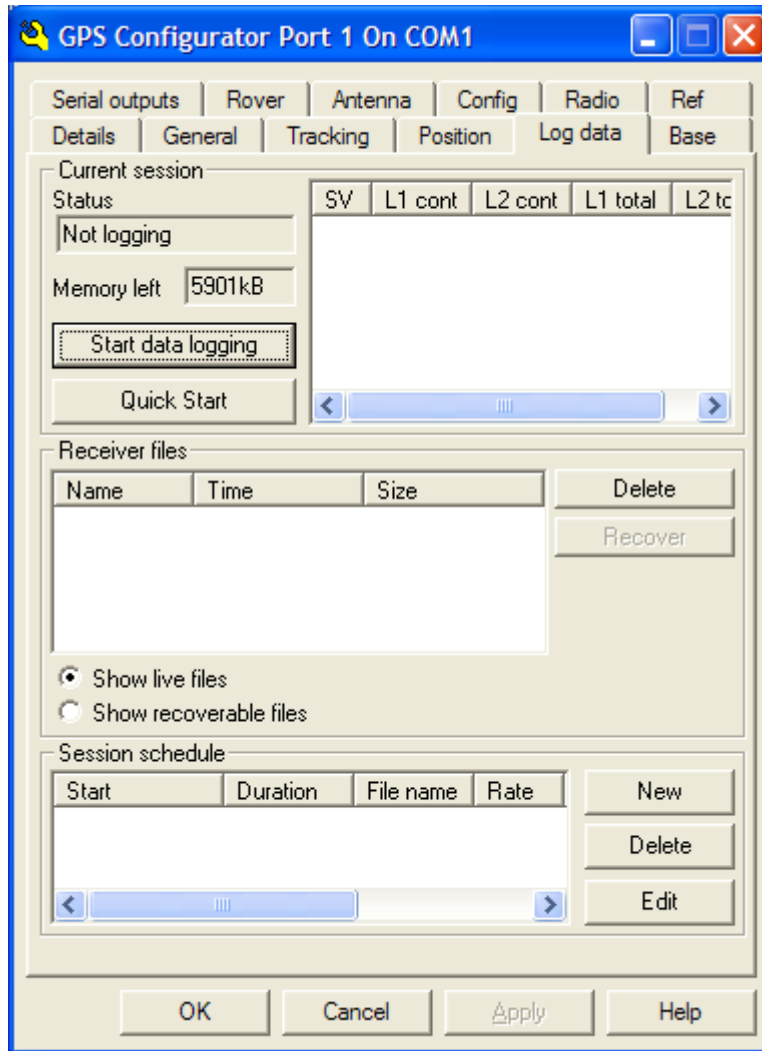 GPS Configurator Port 1 On COM1
Serial outputs Rover Antenna Config Radio Ref
Details General Tracking Position Log data Base
Current session
Status
Not logging
SV L1 cont L2 cont L1 total L2 to
Memory left 5901kB
Start data logging
Quick Start
Receiver files
Name Time Size
Delete
Recover
Show live files
Show recoverable files
Session schedule
Start Duration File name Rate
New
Delete
Edit
OK Cancel Apply Help